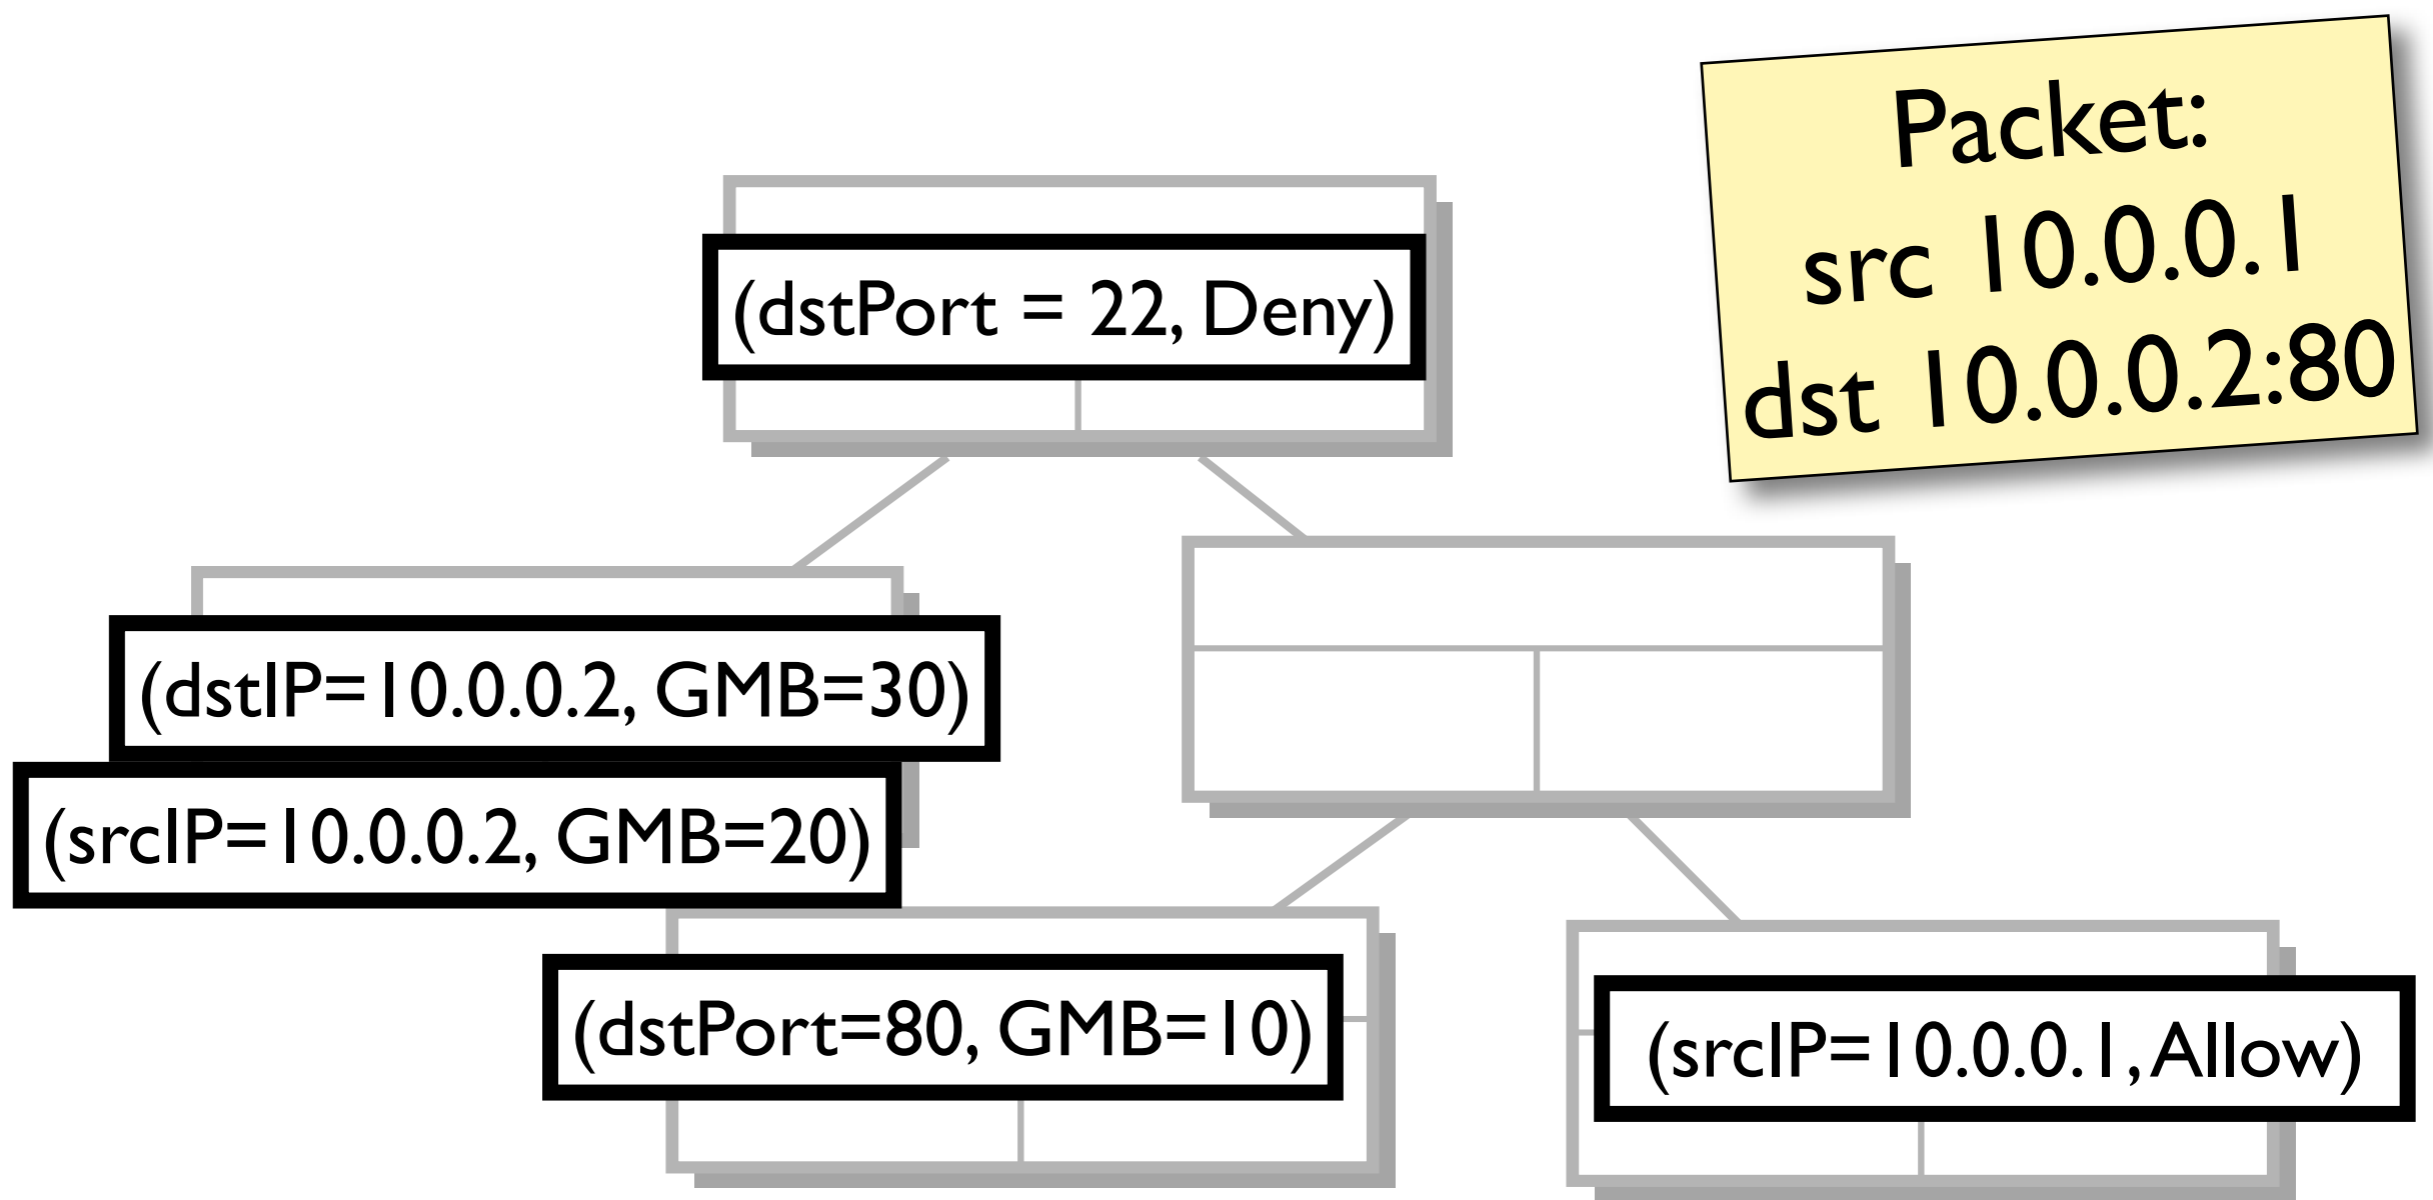 Packet:
src 10.0.0.1
dst 10.0.0.2:80
(dstPort = 22, Deny)
(dstIP=10.0.0.2, GMB=30)
(srcIP=10.0.0.2, GMB=20)
(dstPort=80, GMB=10)
(srcIP=10.0.0.1, Allow)